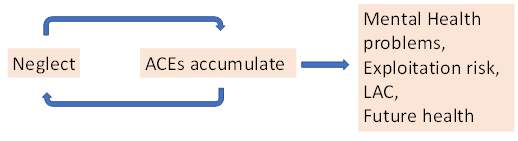 Neglect
ACEs accumulate
Mental Health
problems,
Exploitation risk,
LAC,
Future health